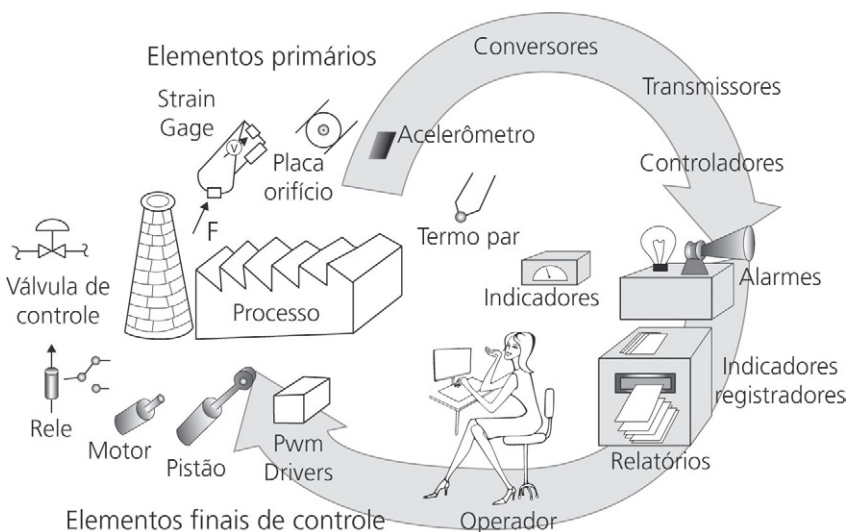 Elementos primários
Conversores
Transmissores
Strain
Gage
V
Placa
orifício
Acelerômetro
Controladores
F
Termo par
Válvula de
controle
Processo
Indicadores
Alarmes
Indicadores
registradores
Rele
Motor
Pistão
Pwm
Drivers
Relatórios
Operador
Elementos finais de controle